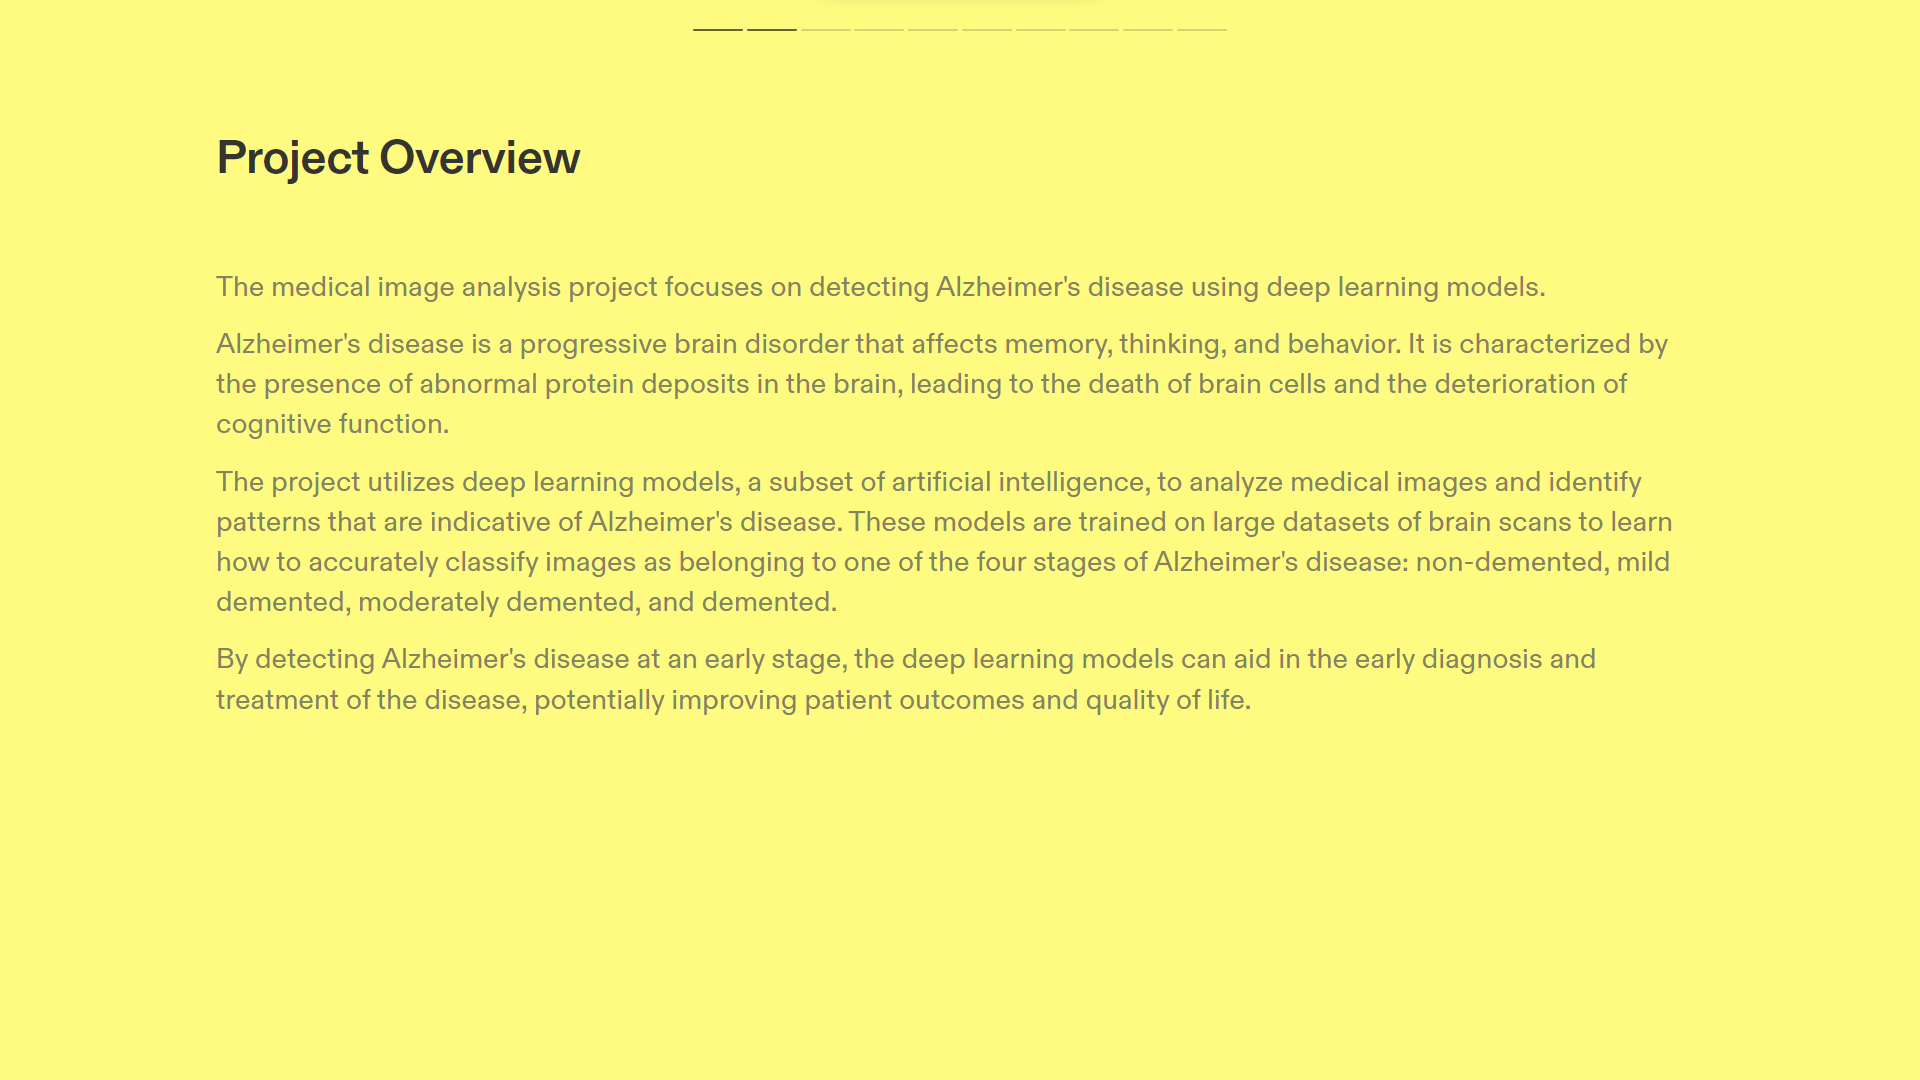 Project Overview
The medical image analysis project focuses on detecting Alzheimer's disease using deep learning models.
Alzheimer's disease is a progressive brain disorder that affects memory, thinking, and behavior. It is characterized by
the presence of abnormal protein deposits in the brain, leading to the death of brain cells and the deterioration of
cognitive function.
The project utilizes deep learning models, a subset of artificial intelligence, to analyze medical images and identify
patterns that are indicative of Alzheimer's disease. These models are trained on large datasets of brain scans to learn
how to accurately classify images as belonging to one of the four stages of Alzheimer's disease: non-demented, mild
demented, moderately demented, and demented.
By detecting Alzheimer's disease at an early stage, the deep learning models can aid in the early diagnosis and
treatment of the disease, potentially improving patient outcomes and quality of life.